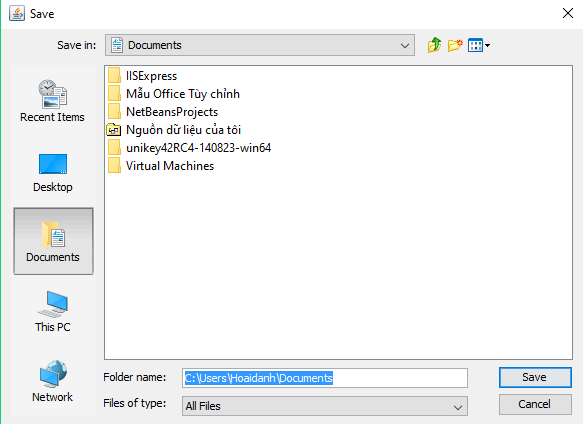 Save
Save in:
Documents
Recent Items
Desktop
Documents
This PC
Network
IISExpress
Mẫu Office Tùy chỉnh
NetBeansProjects
Nguồn dữ liệu của tôi
unikey42RC4-140823-win64
Virtual Machines
Folder name:
C:\Users\Hoaidanh\Documents
Save
Files of type:
All Files
Cancel